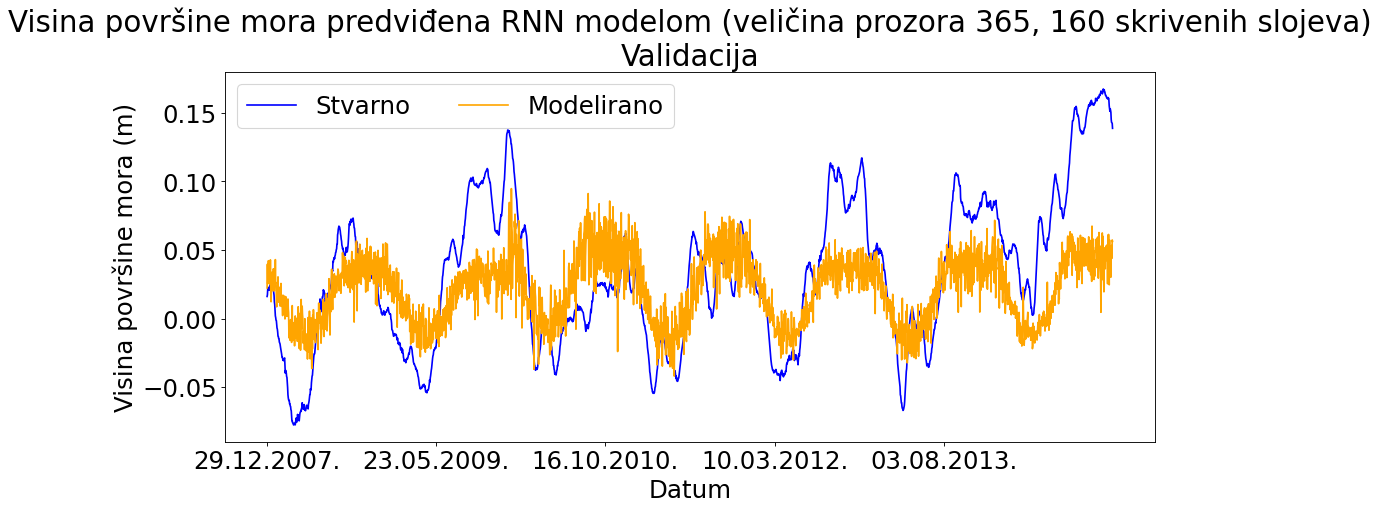 Visina površine mora predviđena RNN modelom (veličina prozora 365, 160 skrivenih slojeva)
Validacija
Stvarno
Modelirano
Visina površine mora (m)
0.15
0.10
0.05
0.00
−0.05
29.12.2007.
23.05.2009.
16.10.2010.
10.03.2012.
03.08.2013.
Datum